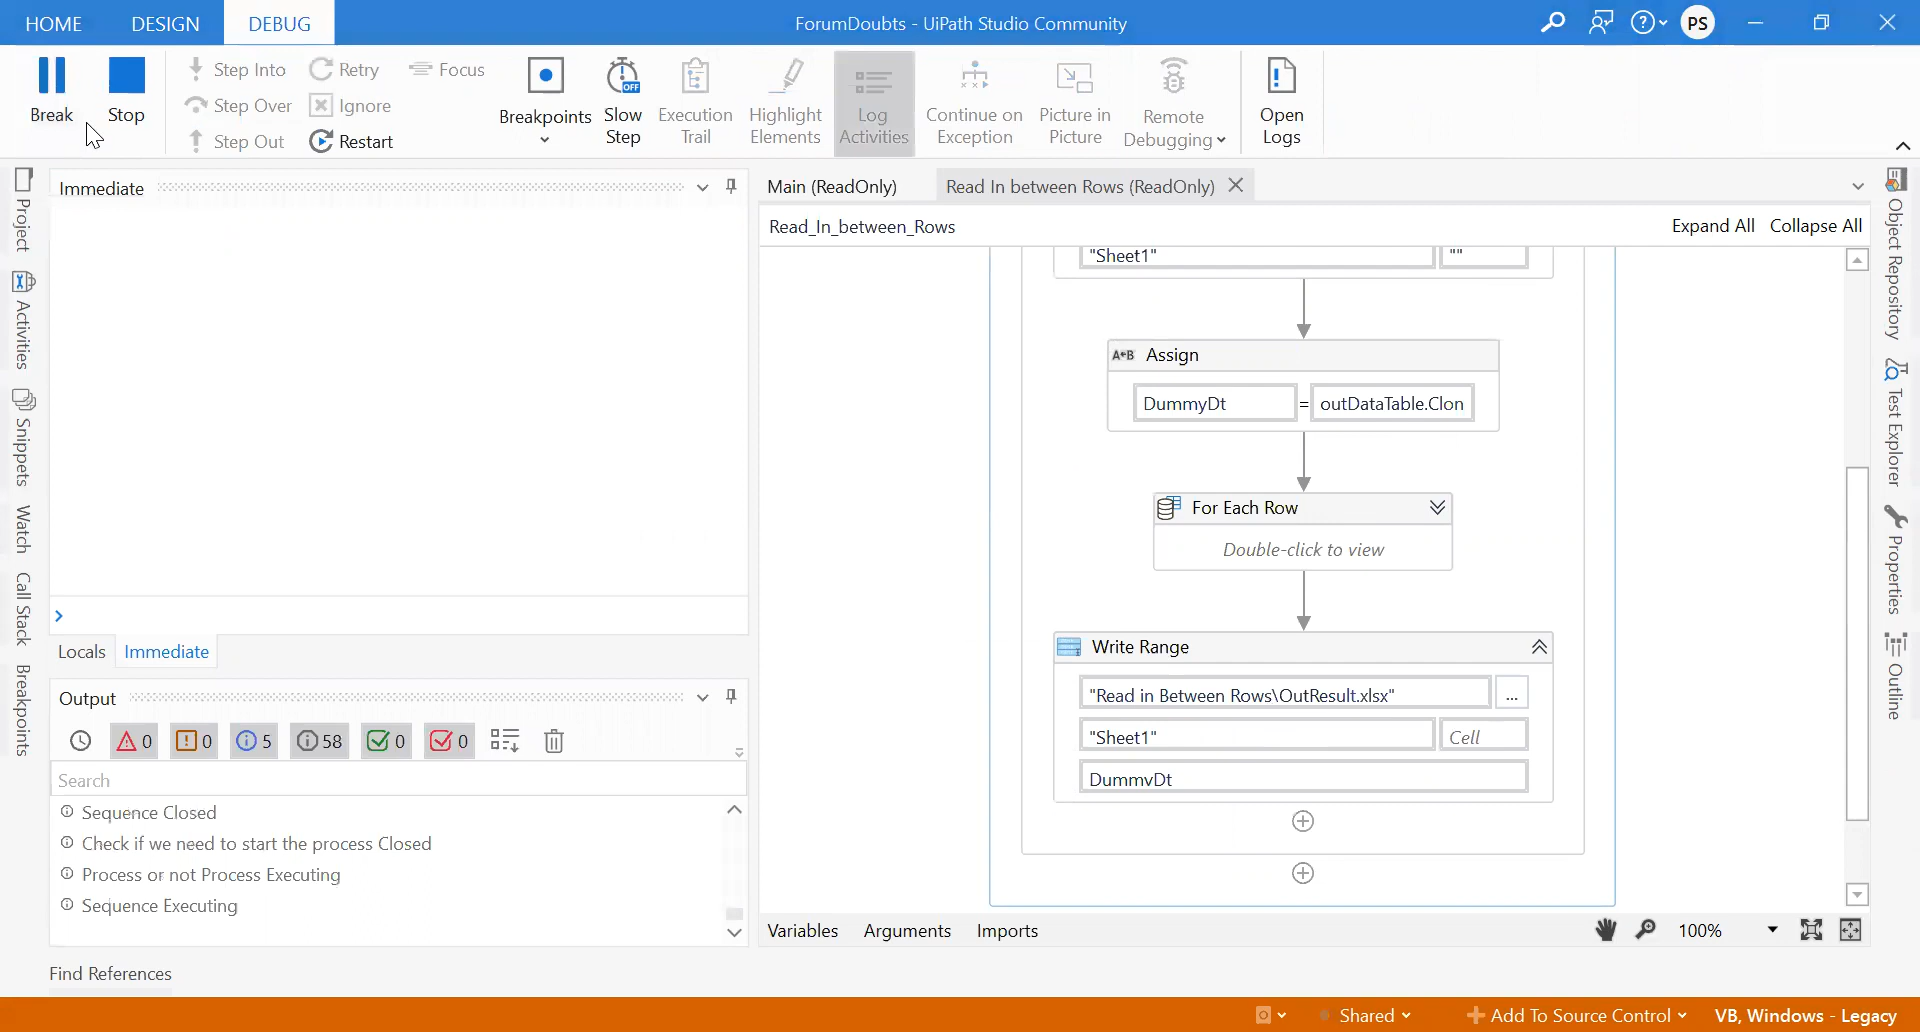 HOME DESIGN DEBUG ForumDoubts - UiPath Studio Community PS
Break Stop
Step Into Retry Focus
Step Over Ignore
Step Out Restart
Breakpoints
Slow Step
OFF
Execution Trail
Highlight Elements
Log Activities
Continue on Exception
Picture in Picture
Remote Debugging
Open Logs
Project
Activities
Snippets
Watch
Call Stack
Breakpoints
Immediate
Locals Immediate
Output
0 0 5 58 0 0
Search
Sequence Closed
Check if we need to start the process Closed
Process or not Process Executing
Sequence Executing
Find References
Main (ReadOnly) Read In between Rows (ReadOnly)
Read_In_between_Rows Expand All Collapse All
"Sheet1" ""
A←B Assign
DummyDt = outDataTable.Clon
For Each Row
Double-click to view
Write Range
"Read in Between Rows\OutResult.xlsx" ...
"Sheet1" Cell
DummyDt
Variables Arguments Imports 100%
Object Repository
Test Explorer
Properties
Outline
Shared Add To Source Control VB, Windows - Legacy